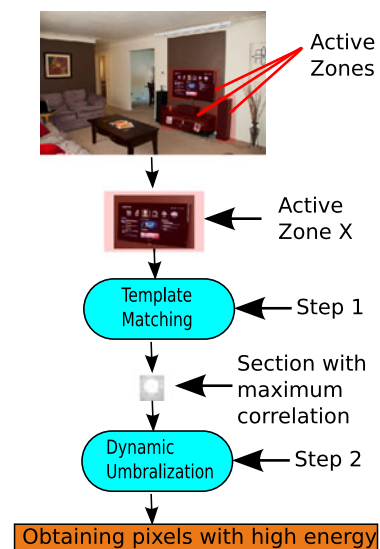 Active
Zones
Active
Zone X
Template
Matching
Step 1
Section with
maximum
correlation
Dynamic
Umbralization
Step 2
Obtaining pixels with high energy